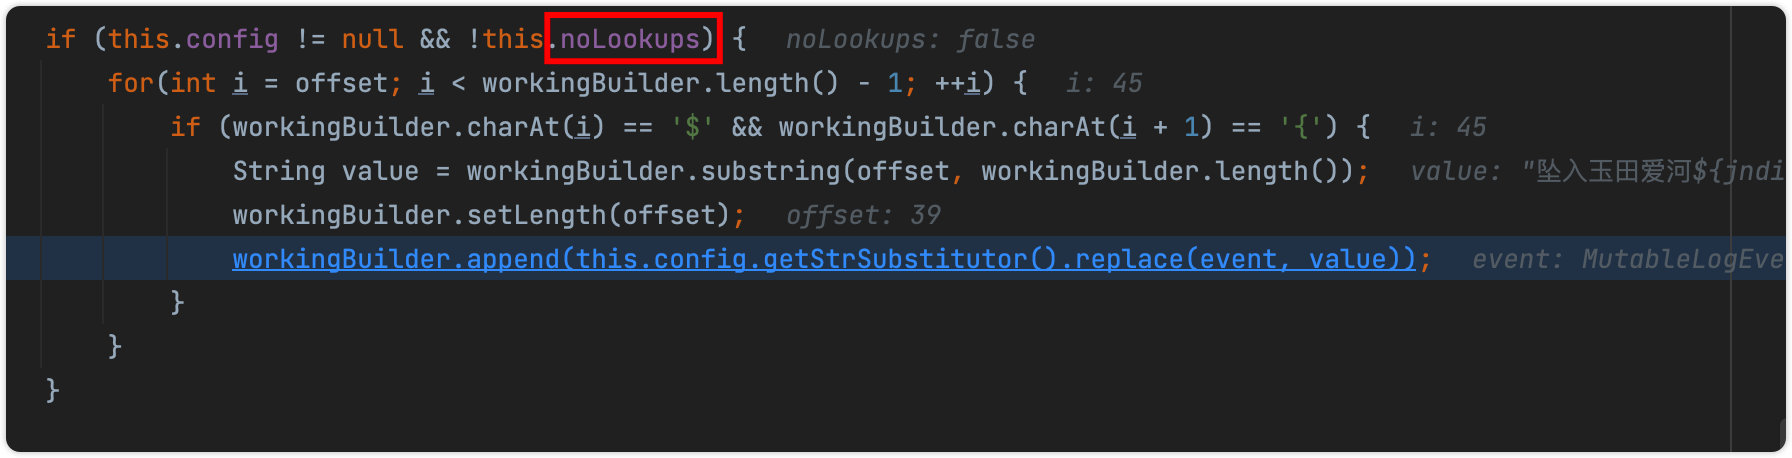 if (this.config != null && !this.noLookups) {   noLookups: false
for(int i = offset; i < workingBuilder.length() - 1; ++i) {   i: 45
if (workingBuilder.charAt(i) == '$' && workingBuilder.charAt(i + 1) == '{') {   i: 45
String value = workingBuilder.substring(offset, workingBuilder.length());   value: "坠入玉田爱河${jndi
workingBuilder.setLength(offset);   offset: 39
workingBuilder.append(this.config.getStrSubstitutor().replace(event, value));   event: MutableLogEve
}
}
}